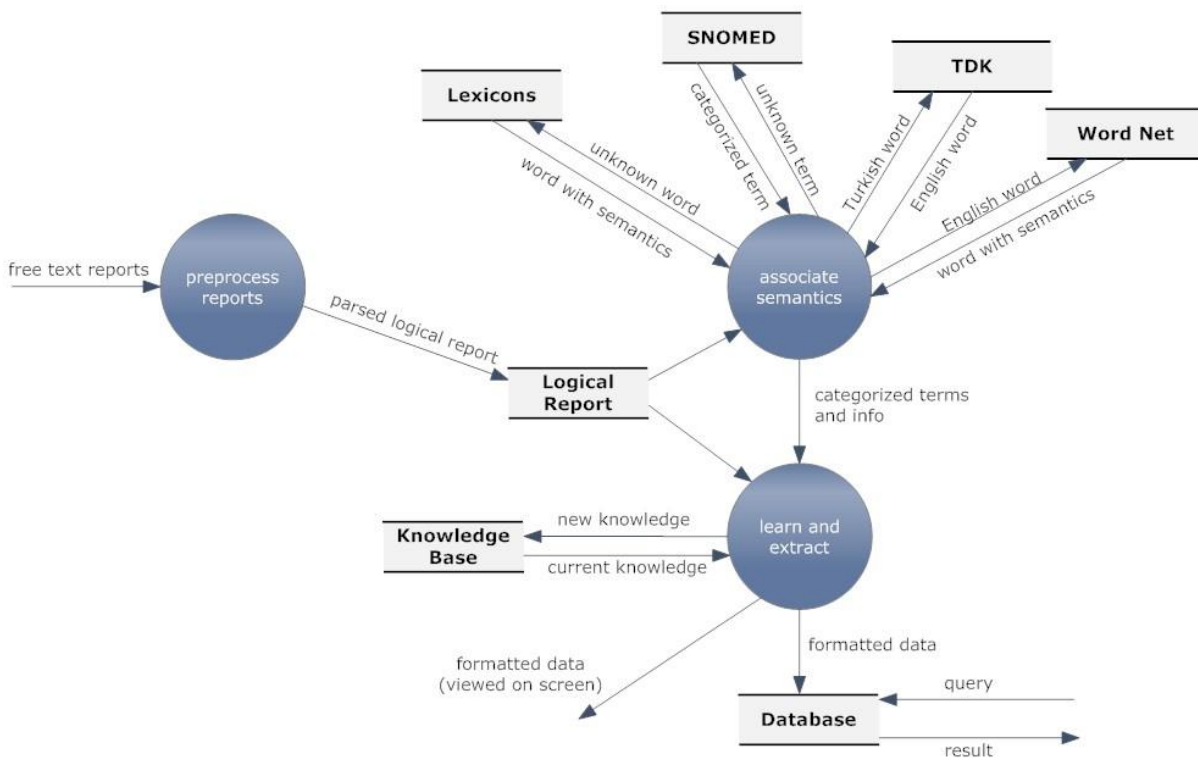 SNOMED
TDK
Lexicons
Word Net
categorized term
unknown term
Turkish word
English word
unknown word
word with semantics
English word
word with semantics
free text reports
preprocess
reports
associate
semantics
parsed logical report
Logical
Report
categorized terms
and info
new knowledge
Knowledge
Base
current knowledge
learn and
extract
formatted data
(viewed on screen)
formatted data
query
Database
result